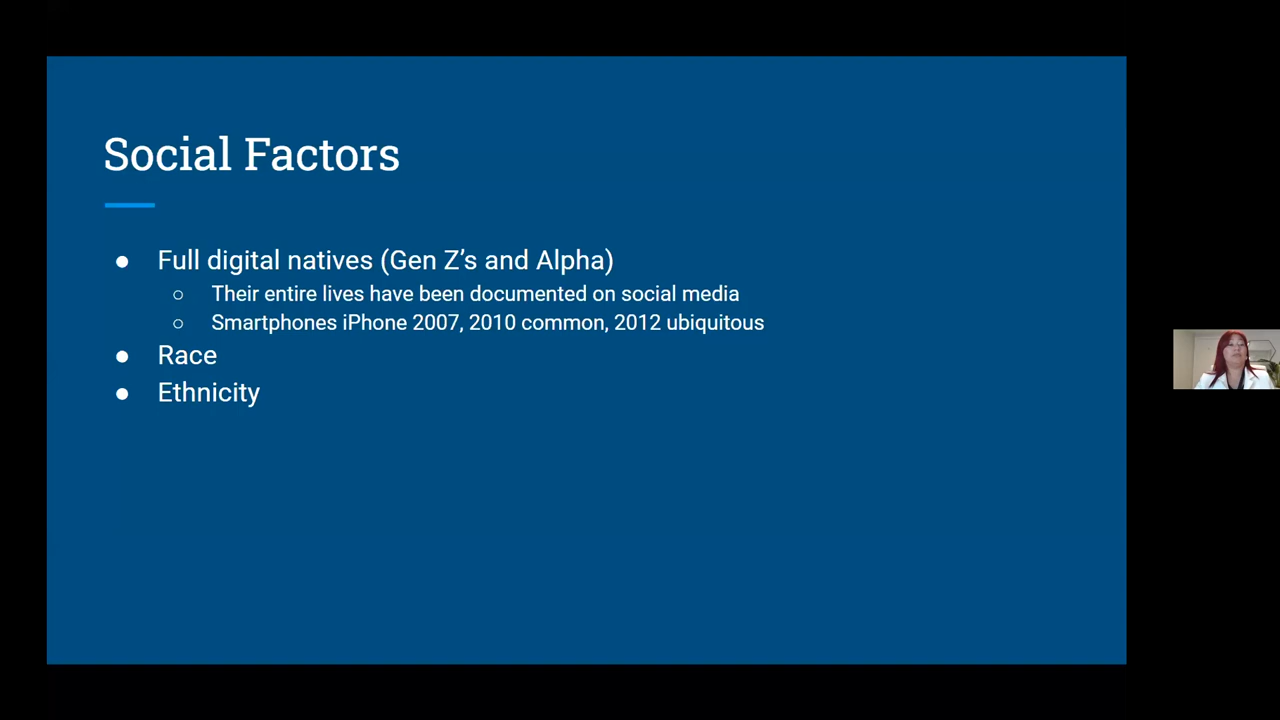 Social Factors
● Full digital natives (Gen Z’s and Alpha)
○ Their entire lives have been documented on social media
○ Smartphones iPhone 2007, 2010 common, 2012 ubiquitous
● Race
● Ethnicity